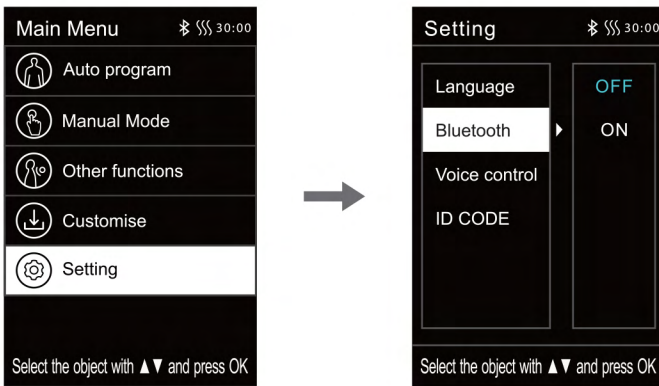 Main Menu 30:00
Auto program
Manual Mode
Other functions
Customise
Setting
Select the object with ▲▼ and press OK
Setting 30:00
Language OFF
Bluetooth ON
Voice control
ID CODE
Select the object with ▲▼ and press OK